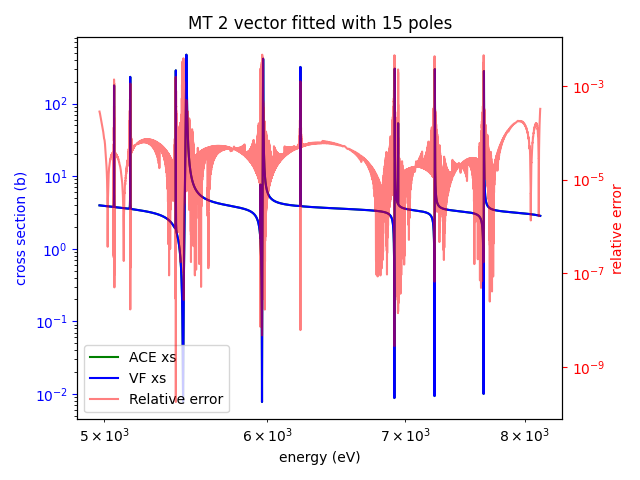 MT 2 vector fitted with 15 poles
cross section (b)
10²
10¹
10⁰
10⁻¹
10⁻²
10⁻³
10⁻⁵
10⁻⁷
10⁻⁹
relative error
ACE xs
VF xs
Relative error
5 × 10³ 6 × 10³ 7 × 10³ 8 × 10³
energy (eV)